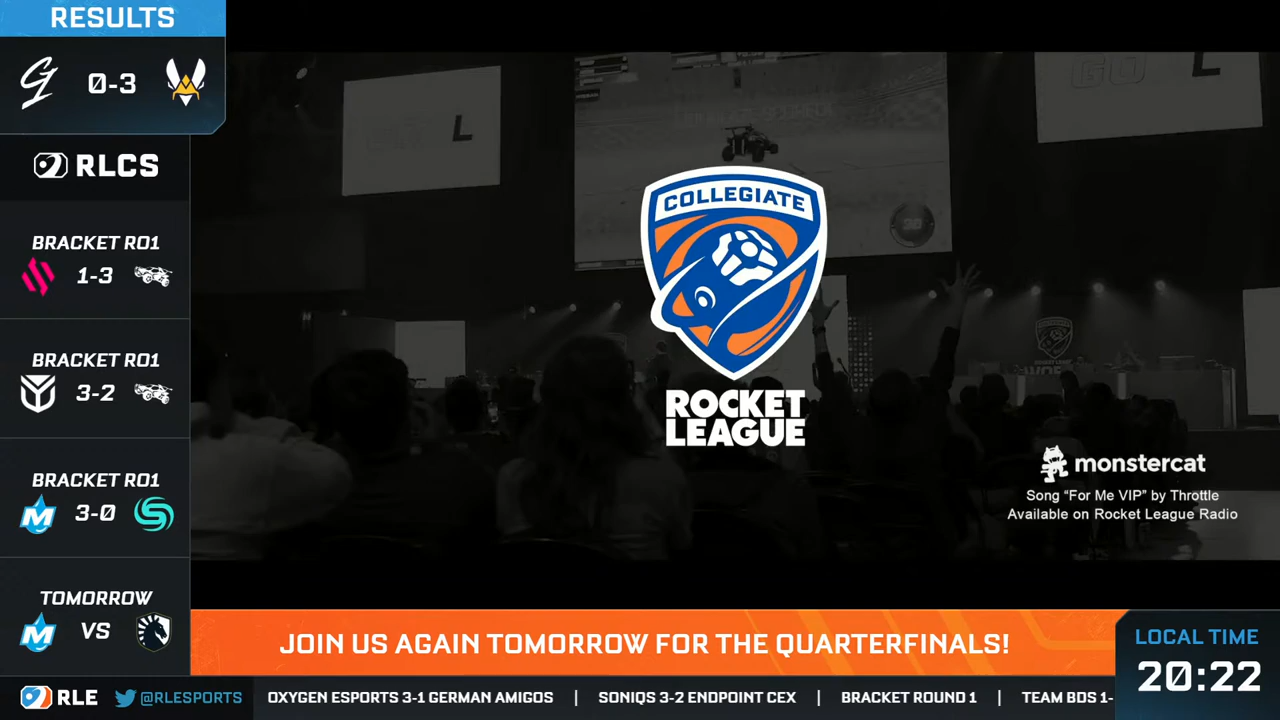 RESULTS
0-3
RLCS
BRACKET RO1
1-3
BRACKET RO1
3-2
BRACKET RO1
3-0
TOMORROW
VS
GO
L
L
COLLEGIATE
ROCKET
LEAGUE
monstercat
Song “For Me VIP” by Throttle
Available on Rocket League Radio
JOIN US AGAIN TOMORROW FOR THE QUARTERFINALS!
LOCAL TIME
20:22
RLE @RLESPORTS OXYGEN ESPORTS 3-1 GERMAN AMIGOS | SONIQS 3-2 ENDPOINT CEX | BRACKET ROUND 1 | TEAM BDS 1-